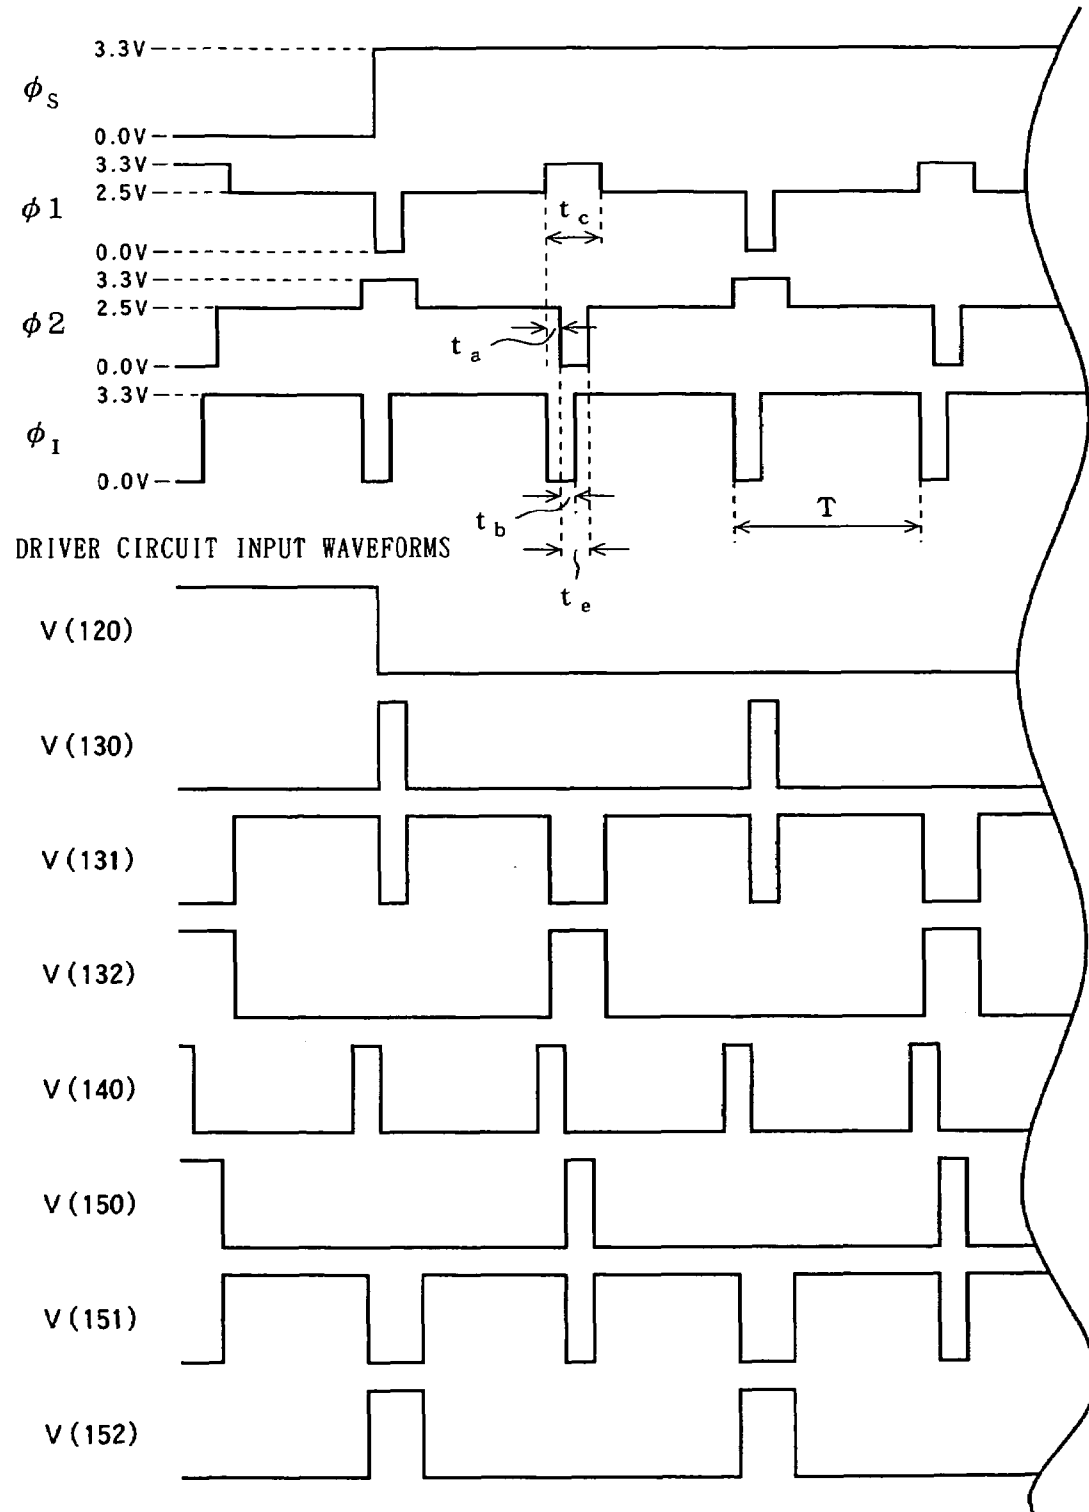 3.3V
ϕS
0.0V
3.3V
2.5V
ϕ1
tc
0.0V
3.3V
2.5V
ϕ2
ta
0.0V
3.3V
ϕI
0.0V
tb
T
DRIVER CIRCUIT INPUT WAVEFORMS
te
V(120)
V(130)
V(131)
V(132)
V(140)
V(150)
V(151)
V(152)